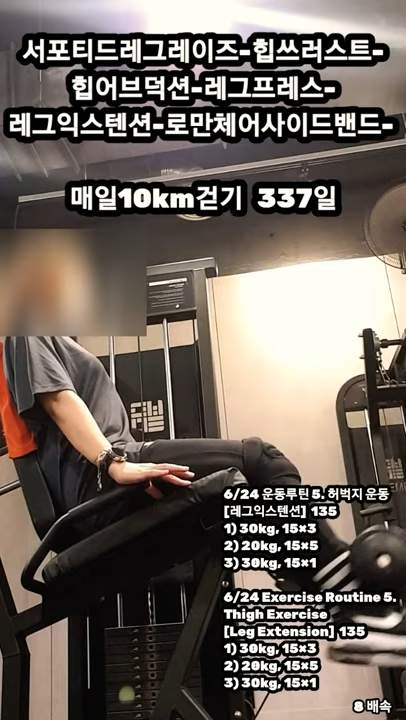 서포티드레그레이즈-힙쓰러스트-
힙어브덕션-레그프레스-
레그익스텐션-로만체어사이드밴드-
매일10km걷기 337일
6/24 운동루틴 5. 허벅지 운동
[레그익스텐션] 135
1) 30kg, 15×3
2) 20kg, 15×5
3) 30kg, 15×1
6/24 Exercise Routine 5.
Thigh Exercise
[Leg Extension] 135
1) 30kg, 15×3
2) 20kg, 15×5
3) 30kg, 15×1
8 배속